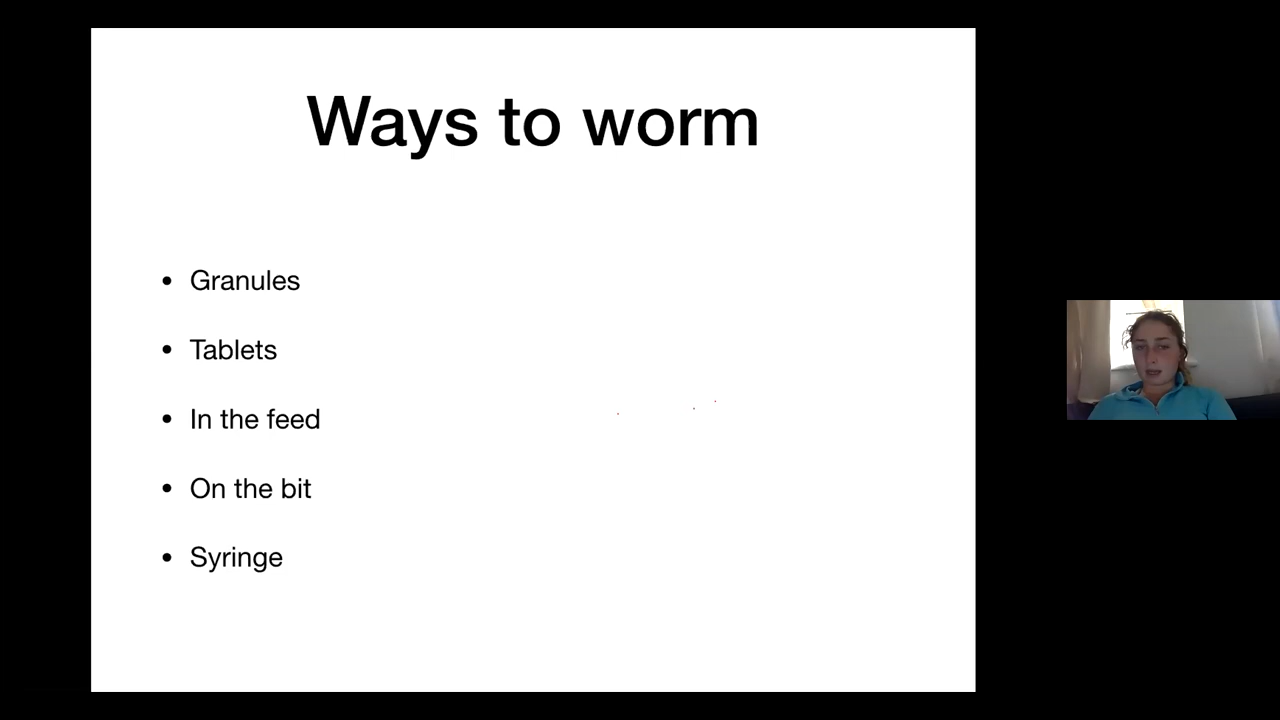 Ways to worm
• Granules
• Tablets
• In the feed
• On the bit
• Syringe